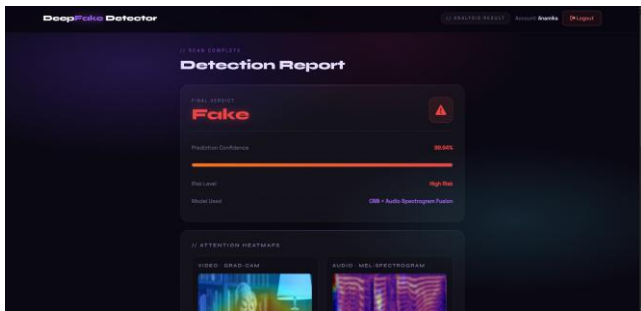 DeepFake Detector
// ANALYSIS RESULT Account: Anamika Logout
// SCAN COMPLETE
Detection Report
FINAL VERDICT
Fake
Prediction Confidence 99.94%
Risk Level High Risk
Model Used CNN + Audio Spectrogram Fusion
// ATTENTION HEATMAPS
VIDEO · GRAD-CAM AUDIO · MEL-SPECTROGRAM